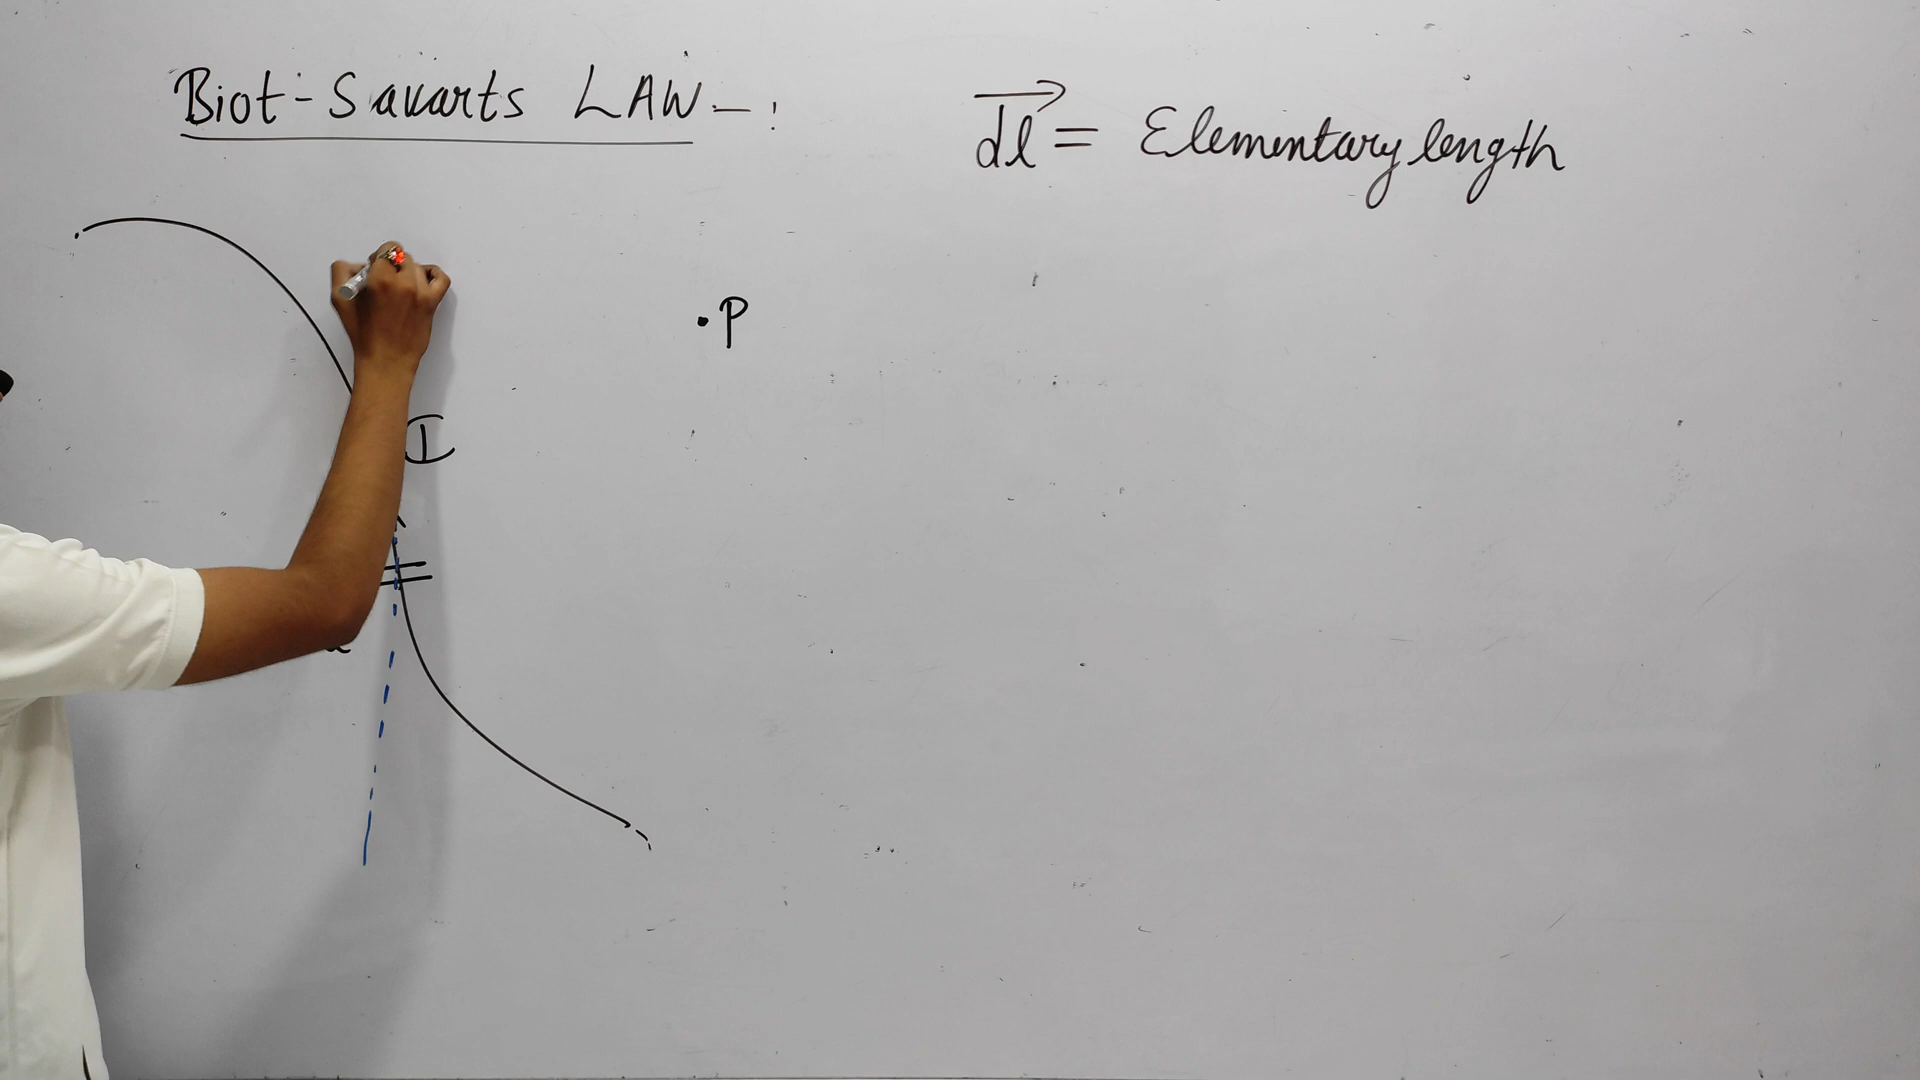 Biot-Savarts LAW-:
dl = Elementary length
.P
I